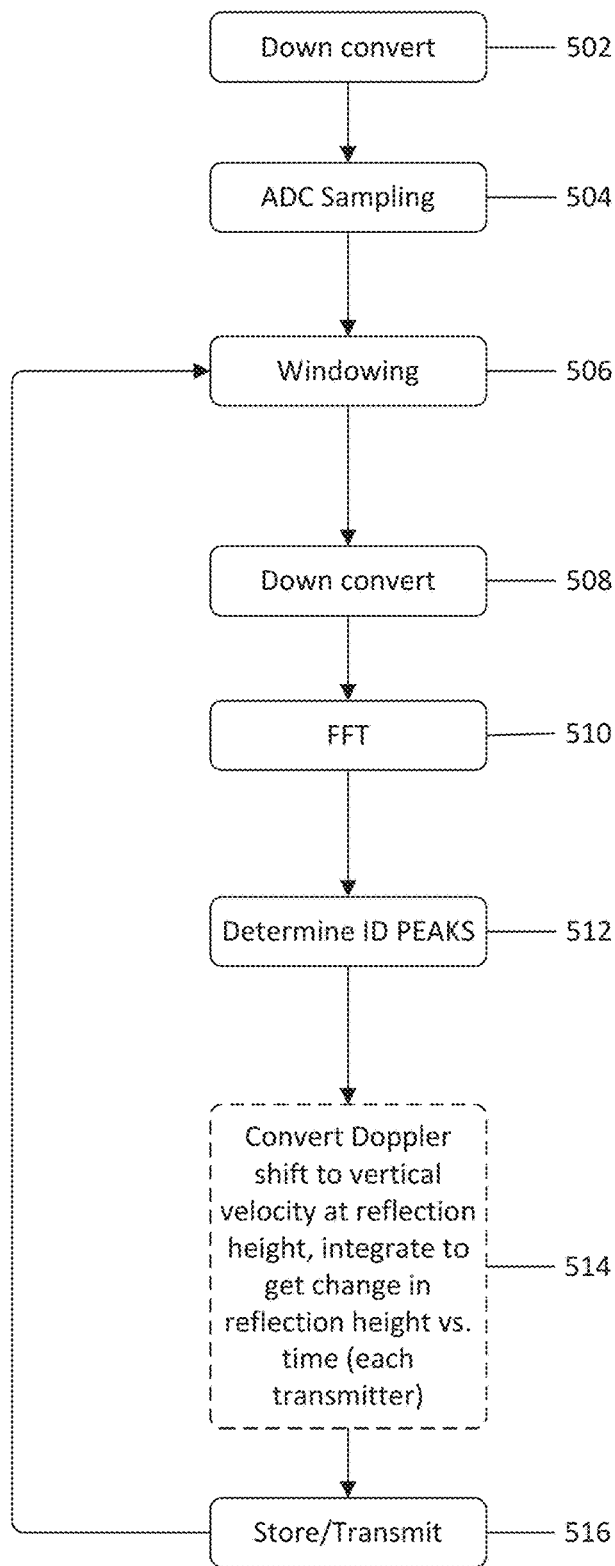 Down convert 502
ADC Sampling 504
Windowing 506
Down convert 508
FFT 510
Determine ID PEAKS 512
Convert Doppler
shift to vertical
velocity at reflection
height, integrate to
get change in
reflection height vs.
time (each
transmitter)
514
Store/Transmit 516